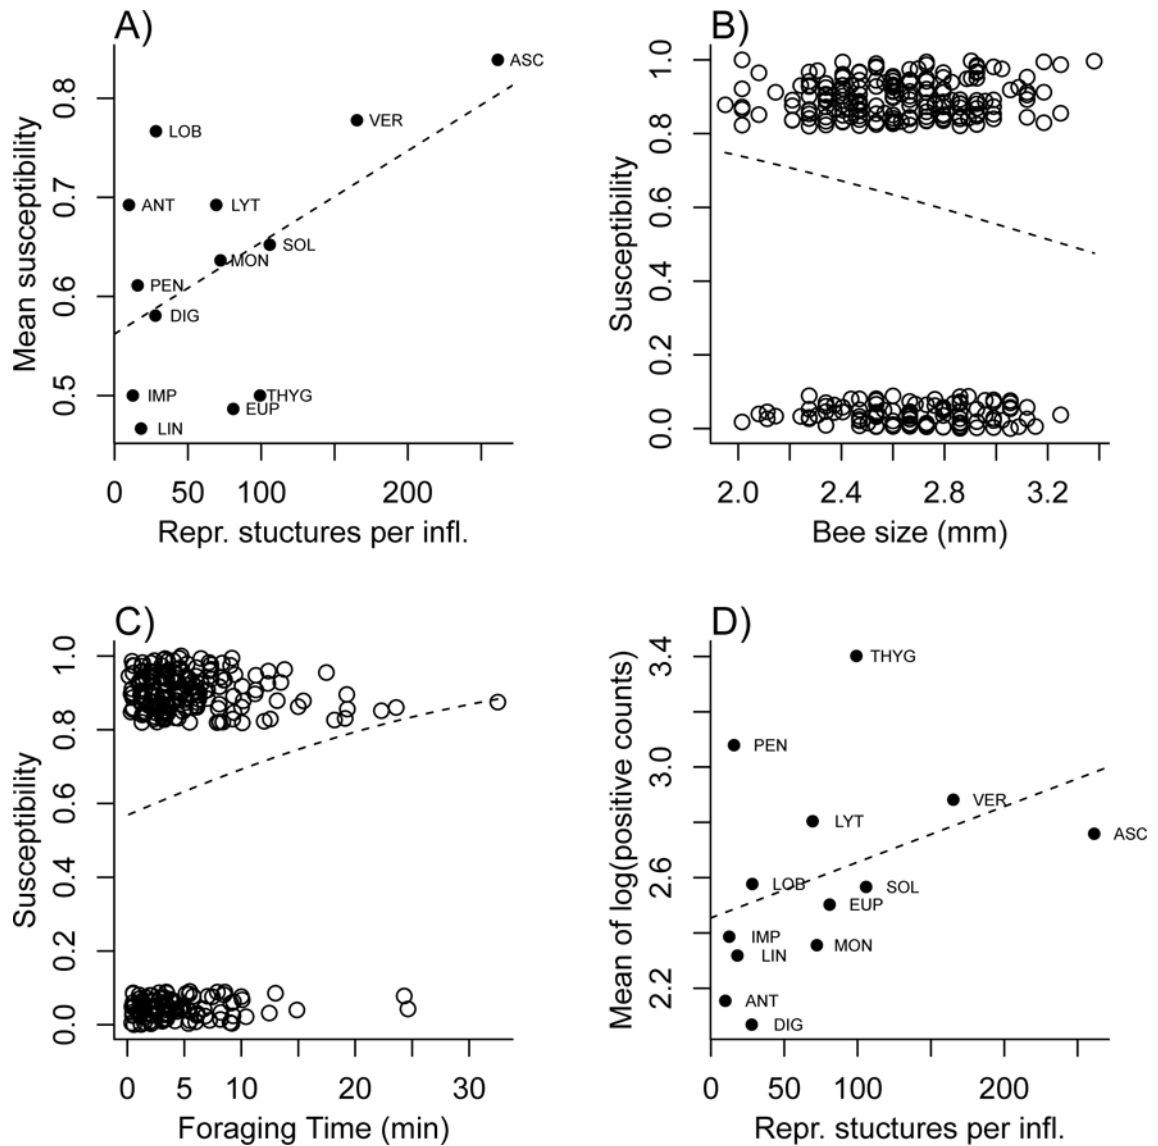 A)
Mean susceptibility
0.5 0.6 0.7 0.8
ASC
VER
LOB
ANT
LYT
SOL
MON
PEN
DIG
IMP
THYG
EUP
LIN
0 50 100 200
Repr. stuctures per infl.
B)
Susceptibility
0.0 0.2 0.4 0.6 0.8 1.0
2.0 2.4 2.8 3.2
Bee size (mm)
C)
Susceptibility
0.0 0.2 0.4 0.6 0.8 1.0
0 5 10 20 30
Foraging Time (min)
D)
Mean of log(positive counts)
2.2 2.6 3.0 3.4
THYG
PEN
VER
LYT
ASC
LOB
SOL
EUP
IMP
MON
LIN
ANT
DIG
0 50 100 200
Repr. stuctures per infl.